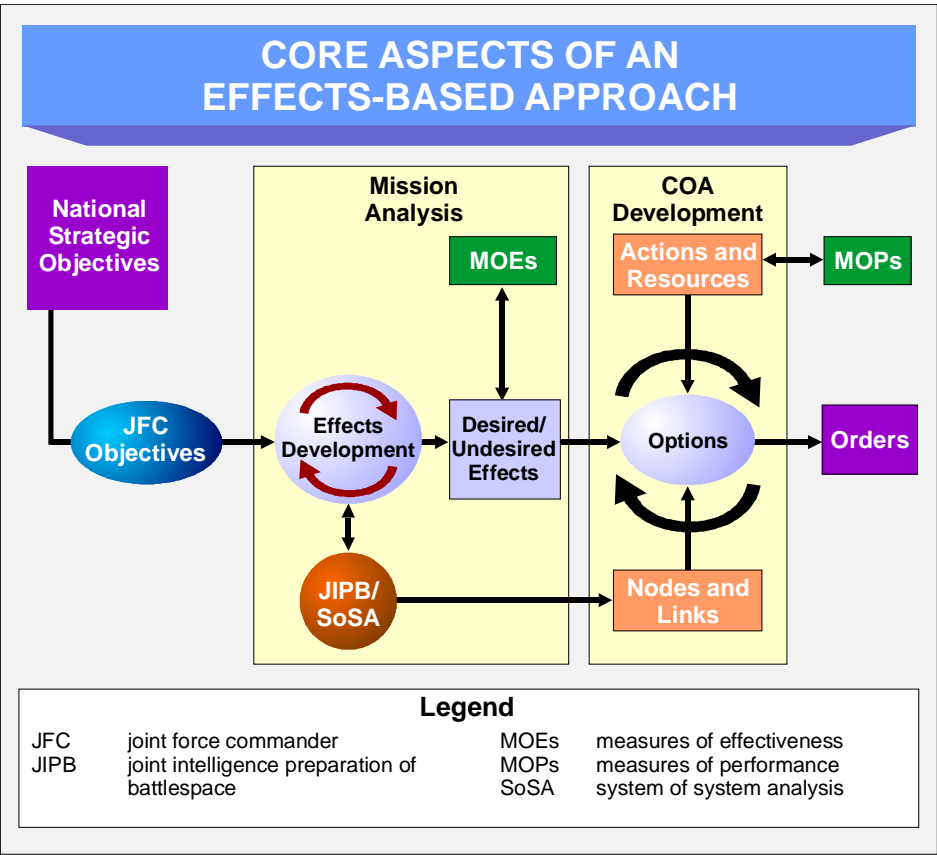 CORE ASPECTS OF AN
EFFECTS-BASED APPROACH
National
Strategic
Objectives
JFC
Objectives
Mission
Analysis
MOEs
Effects
Development
Desired/
Undesired
Effects
JIPB/
SoSA
COA
Development
Actions and
Resources
MOPs
Options
Orders
Nodes and
Links
Legend
JFC joint force commander
JIPB joint intelligence preparation of
battlespace
MOEs measures of effectiveness
MOPs measures of performance
SoSA system of system analysis